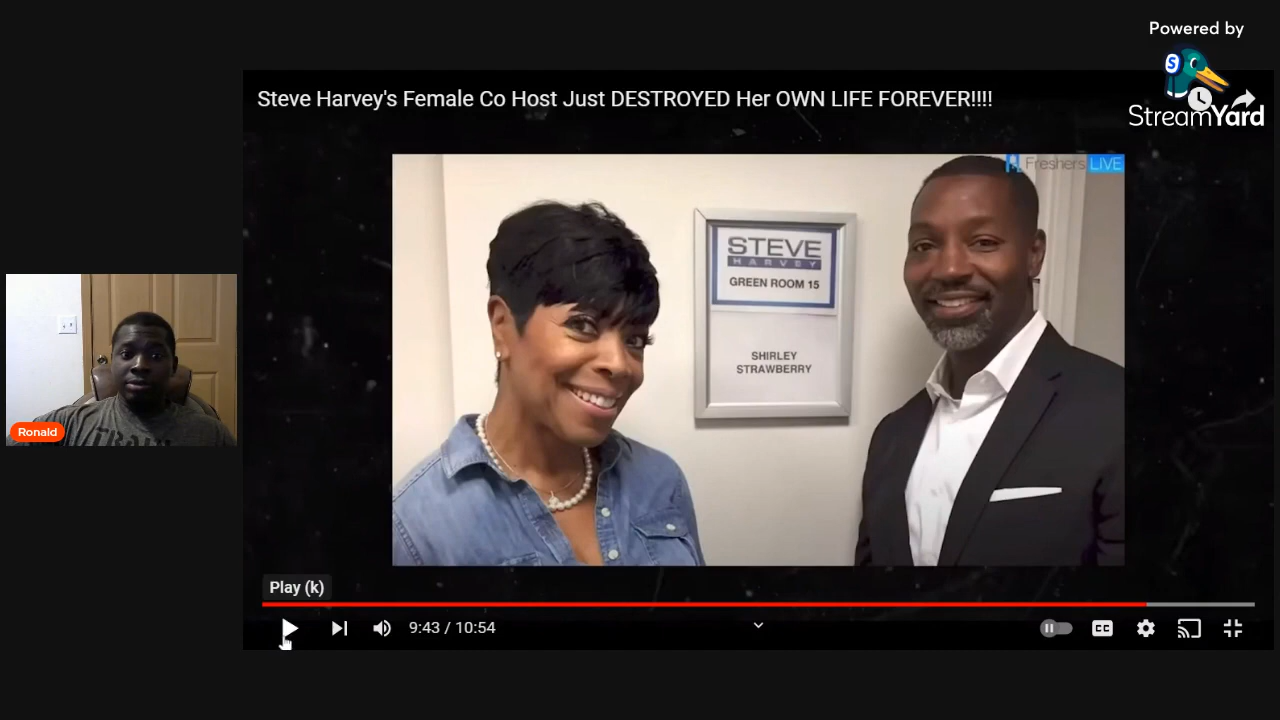 Powered by
S
StreamYard
Steve Harvey's Female Co Host Just DESTROYED Her OWN LIFE FOREVER!!!!
Freshers LIVE
STEVE
HARVEY
GREEN ROOM 15
SHIRLEY
STRAWBERRY
Ronald
Play (k)
9:43 / 10:54
CC